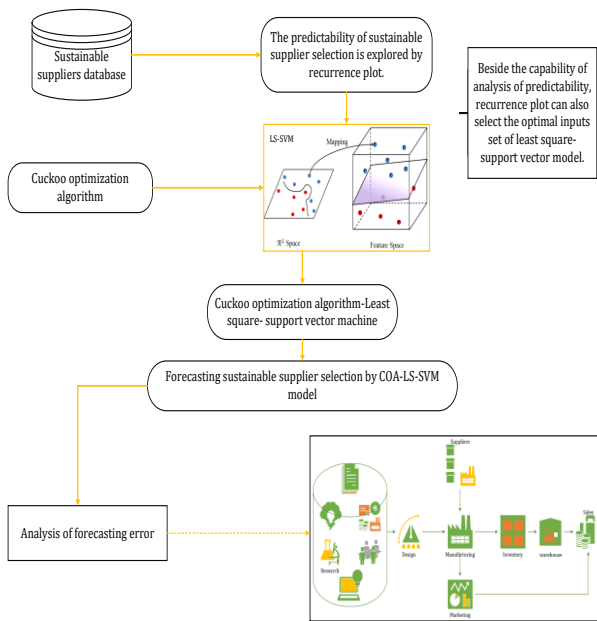 Sustainable
suppliers database
The predictability of sustainable
supplier selection is explored by
recurrence plot.
Beside the capability of
analysis of predictability,
recurrence plot can also
select the optimal inputs
set of least square-
support vector model.
LS-SVM
Mapping
ℜ² Space
Feature Space
Cuckoo optimization
algorithm
Cuckoo optimization algorithm-Least
square- support vector machine
Forecasting sustainable supplier selection by COA-LS-SVM
model
Analysis of forecasting error
Suppliers
Research
Design
Manufacturing
Inventory
warehouse
Sales
Marketing